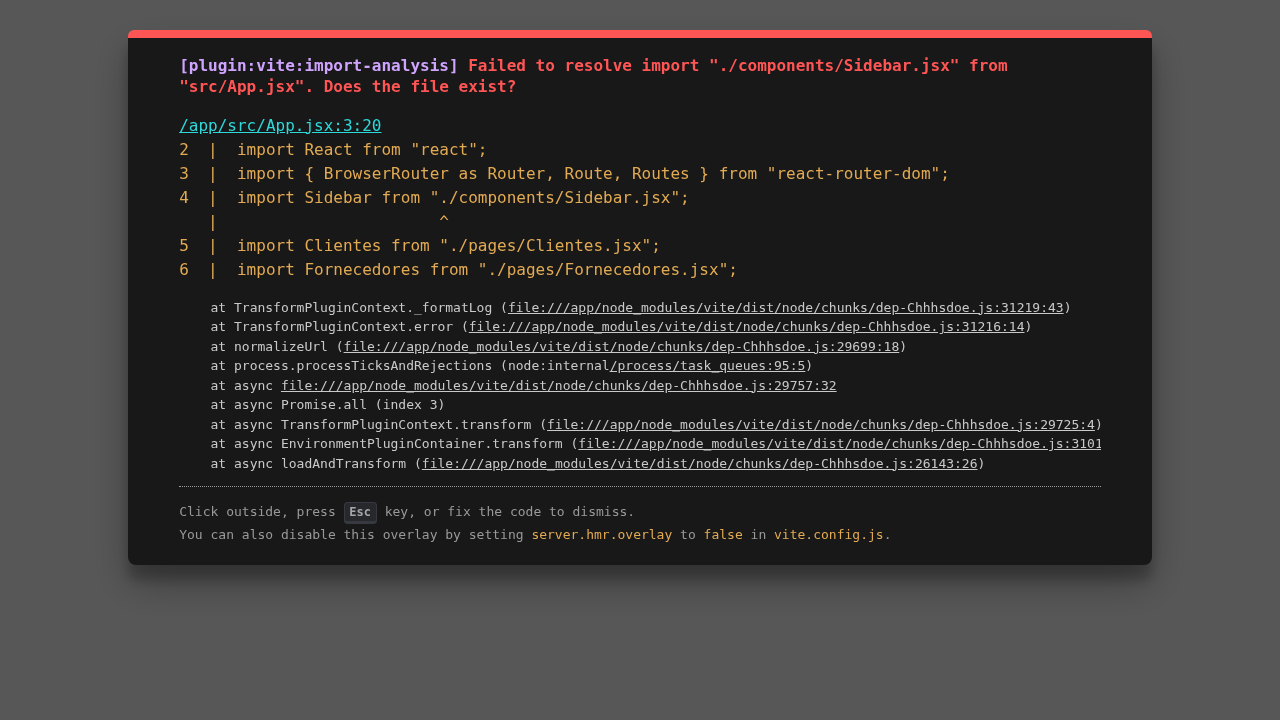 [plugin:vite:import-analysis] Failed to resolve import "./components/Sidebar.jsx" from
"src/App.jsx". Does the file exist?
/app/src/App.jsx:3:20
2  |  import React from "react";
3  |  import { BrowserRouter as Router, Route, Routes } from "react-router-dom";
4  |  import Sidebar from "./components/Sidebar.jsx";
   |                       ^
5  |  import Clientes from "./pages/Clientes.jsx";
6  |  import Fornecedores from "./pages/Fornecedores.jsx";
at TransformPluginContext._formatLog (file:///app/node_modules/vite/dist/node/chunks/dep-Chhhsdoe.js:31219:43)
at TransformPluginContext.error (file:///app/node_modules/vite/dist/node/chunks/dep-Chhhsdoe.js:31216:14)
at normalizeUrl (file:///app/node_modules/vite/dist/node/chunks/dep-Chhhsdoe.js:29699:18)
at process.processTicksAndRejections (node:internal/process/task_queues:95:5)
at async file:///app/node_modules/vite/dist/node/chunks/dep-Chhhsdoe.js:29757:32
at async Promise.all (index 3)
at async TransformPluginContext.transform (file:///app/node_modules/vite/dist/node/chunks/dep-Chhhsdoe.js:29725:4)
at async EnvironmentPluginContainer.transform (file:///app/node_modules/vite/dist/node/chunks/dep-Chhhsdoe.js:3101
at async loadAndTransform (file:///app/node_modules/vite/dist/node/chunks/dep-Chhhsdoe.js:26143:26)
Click outside, press Esc key, or fix the code to dismiss.
You can also disable this overlay by setting server.hmr.overlay to false in vite.config.js.